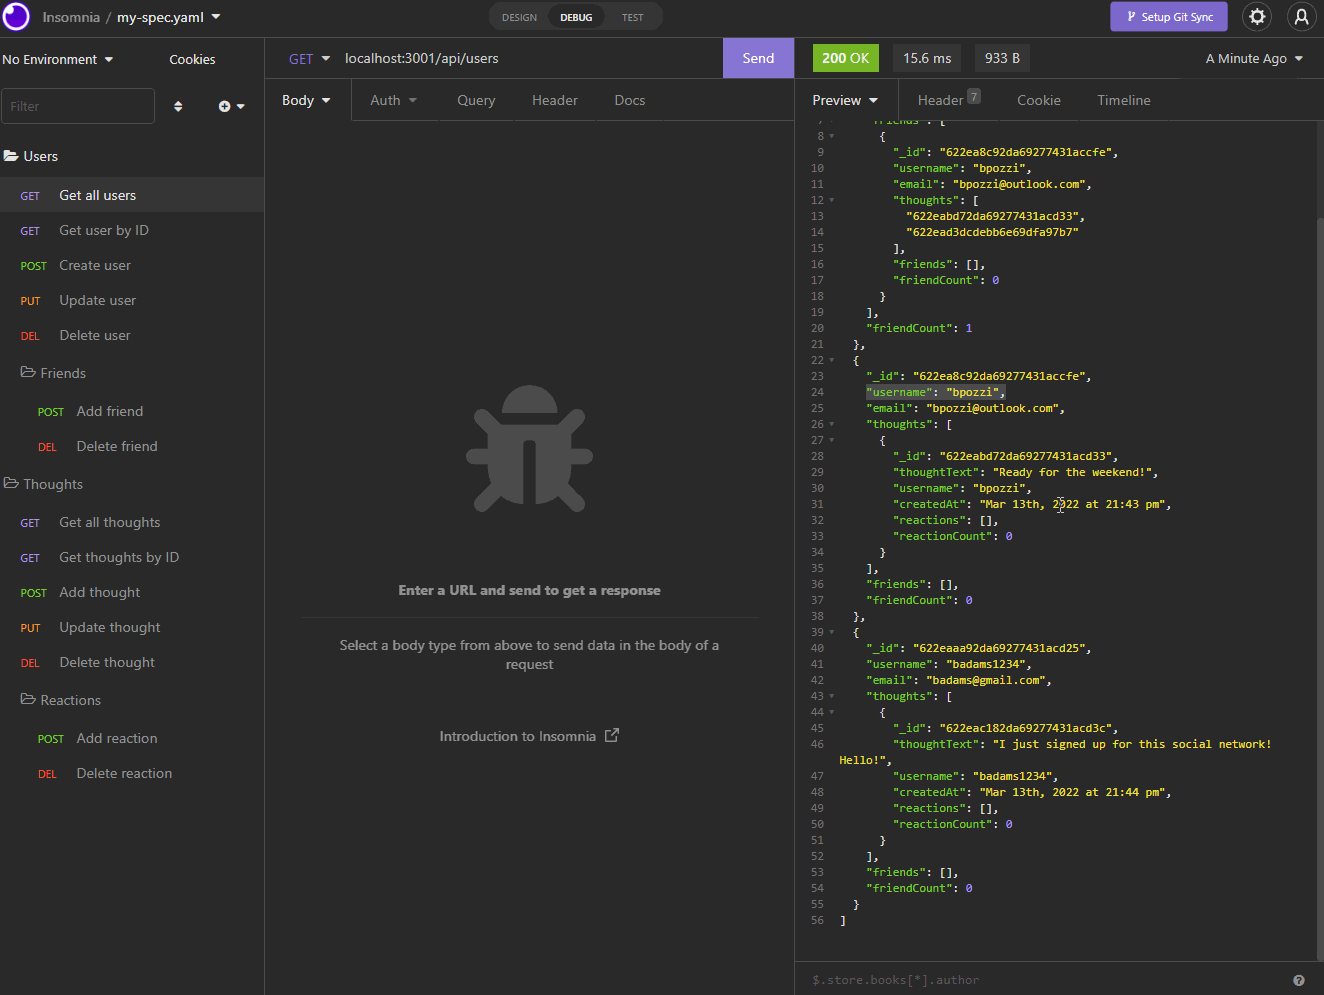 Insomnia / my-spec.yaml
DESIGN DEBUG TEST
Setup Git Sync
No Environment Cookies
GET localhost:3001/api/users Send
200 OK 15.6 ms 933 B A Minute Ago
Filter
Body Auth Query Header Docs
Preview Header 7 Cookie Timeline
Users
GET Get all users
GET Get user by ID
POST Create user
PUT Update user
DEL Delete user
Friends
POST Add friend
DEL Delete friend
Thoughts
GET Get all thoughts
GET Get thoughts by ID
POST Add thought
PUT Update thought
DEL Delete thought
Reactions
POST Add reaction
DEL Delete reaction
Enter a URL and send to get a response
Select a body type from above to send data in the body of a
request
Introduction to Insomnia
7 "friends": [
8 {
9 "_id": "622ea8c92da69277431accfe",
10 "username": "bpozzi",
11 "email": "bpozzi@outlook.com",
12 "thoughts": [
13 "622eabd72da69277431acd33",
14 "622ead3dcdebb6e69dfa97b7"
15 ],
16 "friends": [],
17 "friendCount": 0
18 }
19 ],
20 "friendCount": 1
21 },
22 {
23 "_id": "622ea8c92da69277431accfe",
24 "username": "bpozzi",
25 "email": "bpozzi@outlook.com",
26 "thoughts": [
27 {
28 "_id": "622eabd72da69277431acd33",
29 "thoughtText": "Ready for the weekend!",
30 "username": "bpozzi",
31 "createdAt": "Mar 13th, 2022 at 21:43 pm",
32 "reactions": [],
33 "reactionCount": 0
34 }
35 ],
36 "friends": [],
37 "friendCount": 0
38 },
39 {
40 "_id": "622eaaa92da69277431acd25",
41 "username": "badams1234",
42 "email": "badams@gmail.com",
43 "thoughts": [
44 {
45 "_id": "622eac182da69277431acd3c",
46 "thoughtText": "I just signed up for this social network!
Hello!",
47 "username": "badams1234",
48 "createdAt": "Mar 13th, 2022 at 21:44 pm",
49 "reactions": [],
50 "reactionCount": 0
51 }
52 ],
53 "friends": [],
54 "friendCount": 0
55 }
56 ]
$.store.books[*].author